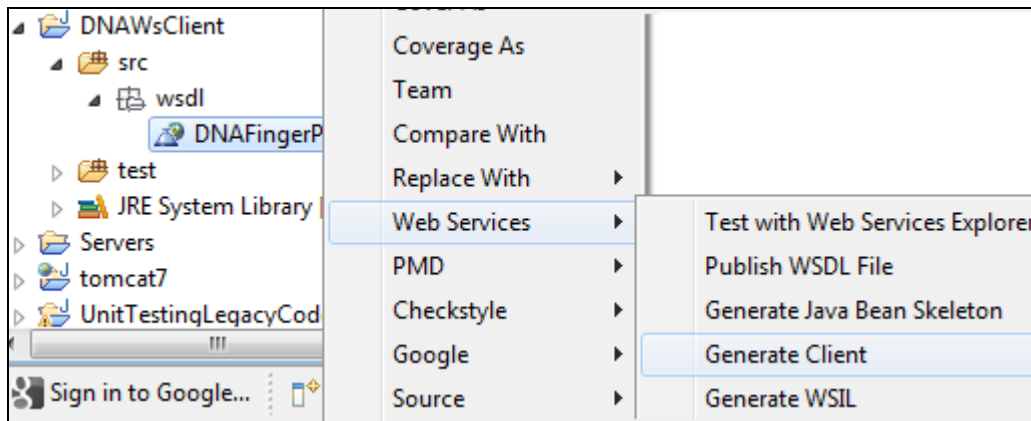 DNAWsClient
src
wsdl
DNAFingerP
test
JRE System Library
Servers
tomcat7
UnitTestingLegacyCod
Sign in to Google...
Coverage As
Team
Compare With
Replace With
Web Services
PMD
Checkstyle
Google
Source
Test with Web Services Explorer
Publish WSDL File
Generate Java Bean Skeleton
Generate Client
Generate WSIL